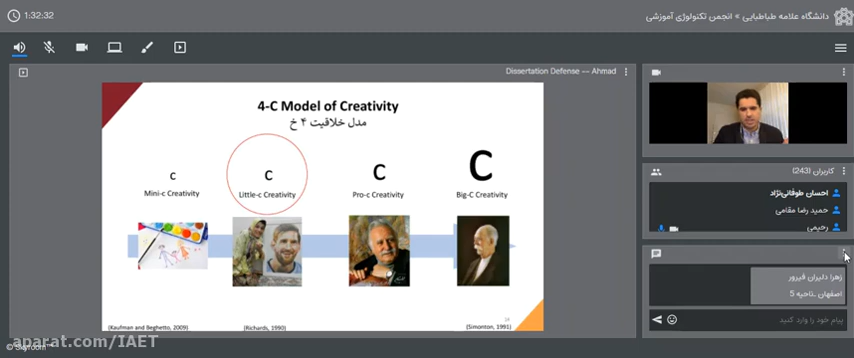 1:32:32
دانشگاه علامه طباطبایی » انجمن تکنولوژی آموزشی
Dissertation Defense -- Ahmad
4-C Model of Creativity
مدل خلاقیت ۴ خ
c
c
C
C
Mini-c Creativity
Little-c Creativity
Pro-c Creativity
Big-C Creativity
24
(Kaufman and Beghetto, 2009)
(Richards, 1990)
(Simonton, 1991)
کاربران (243)
احسان طوفانی‌نژاد
حمید رضا مقامی
رحیمی
زهرا دلیران فیرور
اصفهان ..ناحیه 5
پیام خود را وارد کنید
© Skyroom
aparat.com/IAET